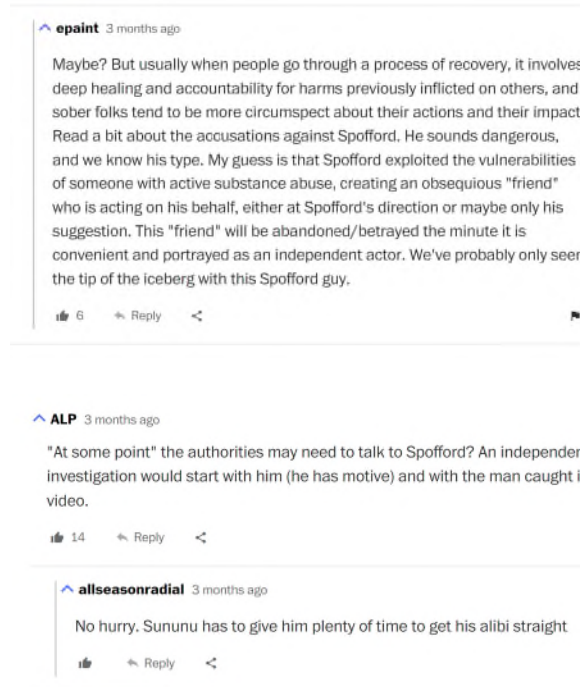 epaint 3 months ago
Maybe? But usually when people go through a process of recovery, it involves
deep healing and accountability for harms previously inflicted on others, and
sober folks tend to be more circumspect about their actions and their impact
Read a bit about the accusations against Spofford. He sounds dangerous,
and we know his type. My guess is that Spofford exploited the vulnerabilities
of someone with active substance abuse, creating an obsequious "friend"
who is acting on his behalf, either at Spofford's direction or maybe only his
suggestion. This "friend" will be abandoned/betrayed the minute it is
convenient and portrayed as an independent actor. We've probably only seen
the tip of the iceberg with this Spofford guy.
6 Reply
ALP 3 months ago
"At some point" the authorities may need to talk to Spofford? An independen
investigation would start with him (he has motive) and with the man caught i
video.
14 Reply
allseasonradial 3 months ago
No hurry. Sununu has to give him plenty of time to get his alibi straight
Reply